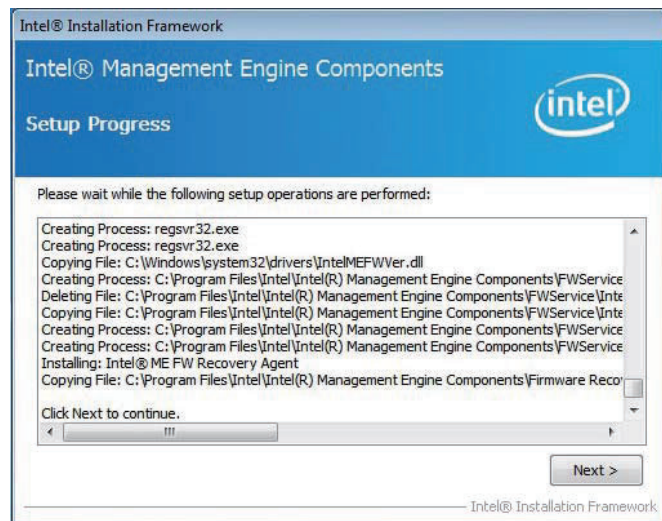 Intel® Installation Framework
Intel® Management Engine Components
intel
Setup Progress
Please wait while the following setup operations are performed:
Creating Process: regsvr32.exe
Creating Process: regsvr32.exe
Copying File: C:\Windows\system32\drivers\IntelMEFWVer.dll
Creating Process: C:\Program Files\Intel\Intel(R) Management Engine Components\FWService
Deleting File: C:\Program Files\Intel\Intel(R) Management Engine Components\FWService\Inte
Copying File: C:\Program Files\Intel\Intel(R) Management Engine Components\FWService\Inte
Creating Process: C:\Program Files\Intel\Intel(R) Management Engine Components\FWService
Creating Process: C:\Program Files\Intel\Intel(R) Management Engine Components\FWService
Installing: Intel® ME FW Recovery Agent
Copying File: C:\Program Files\Intel\Intel(R) Management Engine Components\Firmware Reco
Click Next to continue.
Next >
Intel® Installation Framework